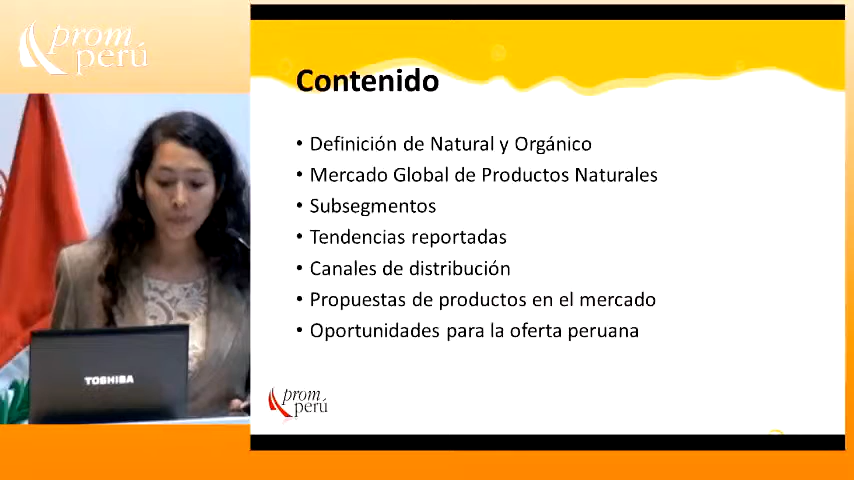 prom
perú
Contenido
• Definición de Natural y Orgánico
• Mercado Global de Productos Naturales
• Subsegmentos
• Tendencias reportadas
• Canales de distribución
• Propuestas de productos en el mercado
• Oportunidades para la oferta peruana
TOSHIBA
prom
perú